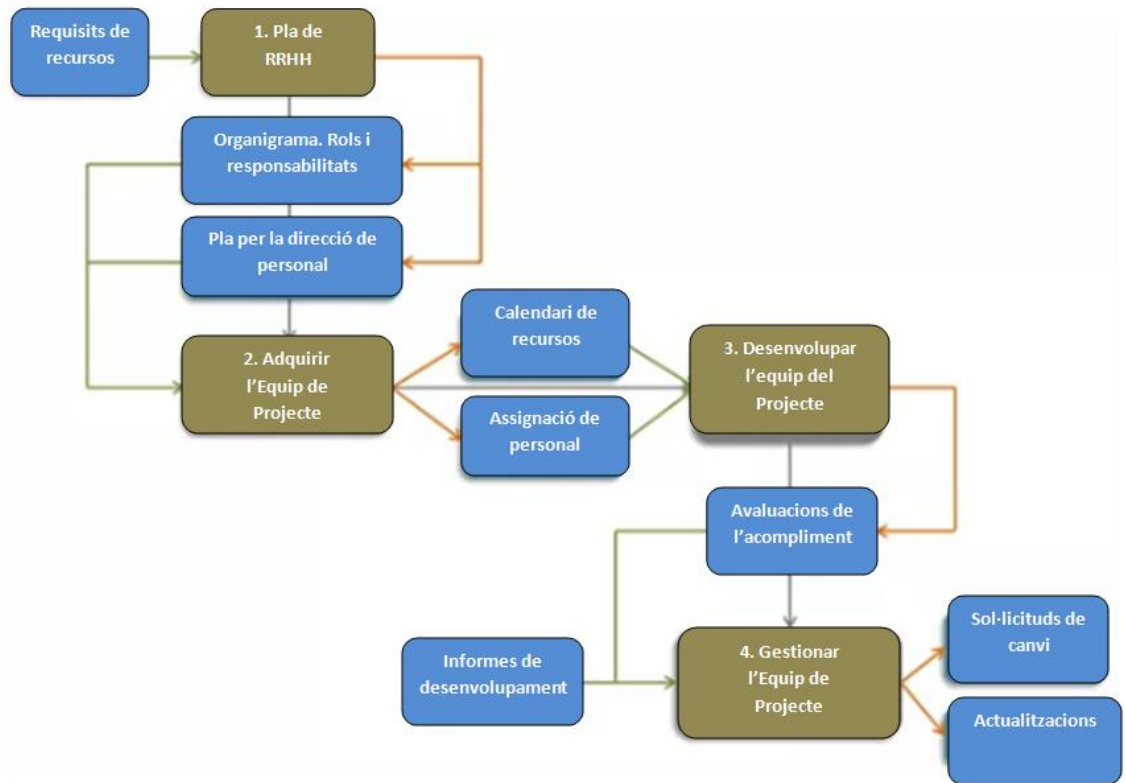 Requisits de
recursos
1. Pla de
RRHH
Organigrama. Rols i
responsabilitats
Pla per la direcció de
personal
2. Adquirir
l’Equip de
Projecte
Calendari de
recursos
Assignació de
personal
3. Desenvolupar
l’equip del
Projecte
Avaluacions de
l’acompliment
Informes de
desenvolupament
4. Gestionar
l’Equip de
Projecte
Sol·licituds de
canvi
Actualitzacions